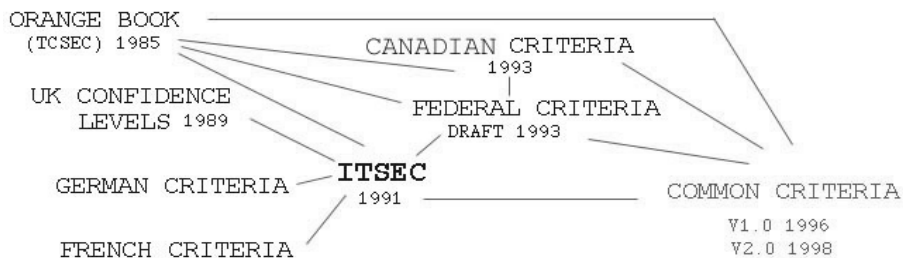 ORANGE BOOK
(TCSEC) 1985
CANADIAN CRITERIA
1993
UK CONFIDENCE
LEVELS 1989
FEDERAL CRITERIA
DRAFT 1993
ITSEC
1991
GERMAN CRITERIA
COMMON CRITERIA
V1.0 1996
V2.0 1998
FRENCH CRITERIA